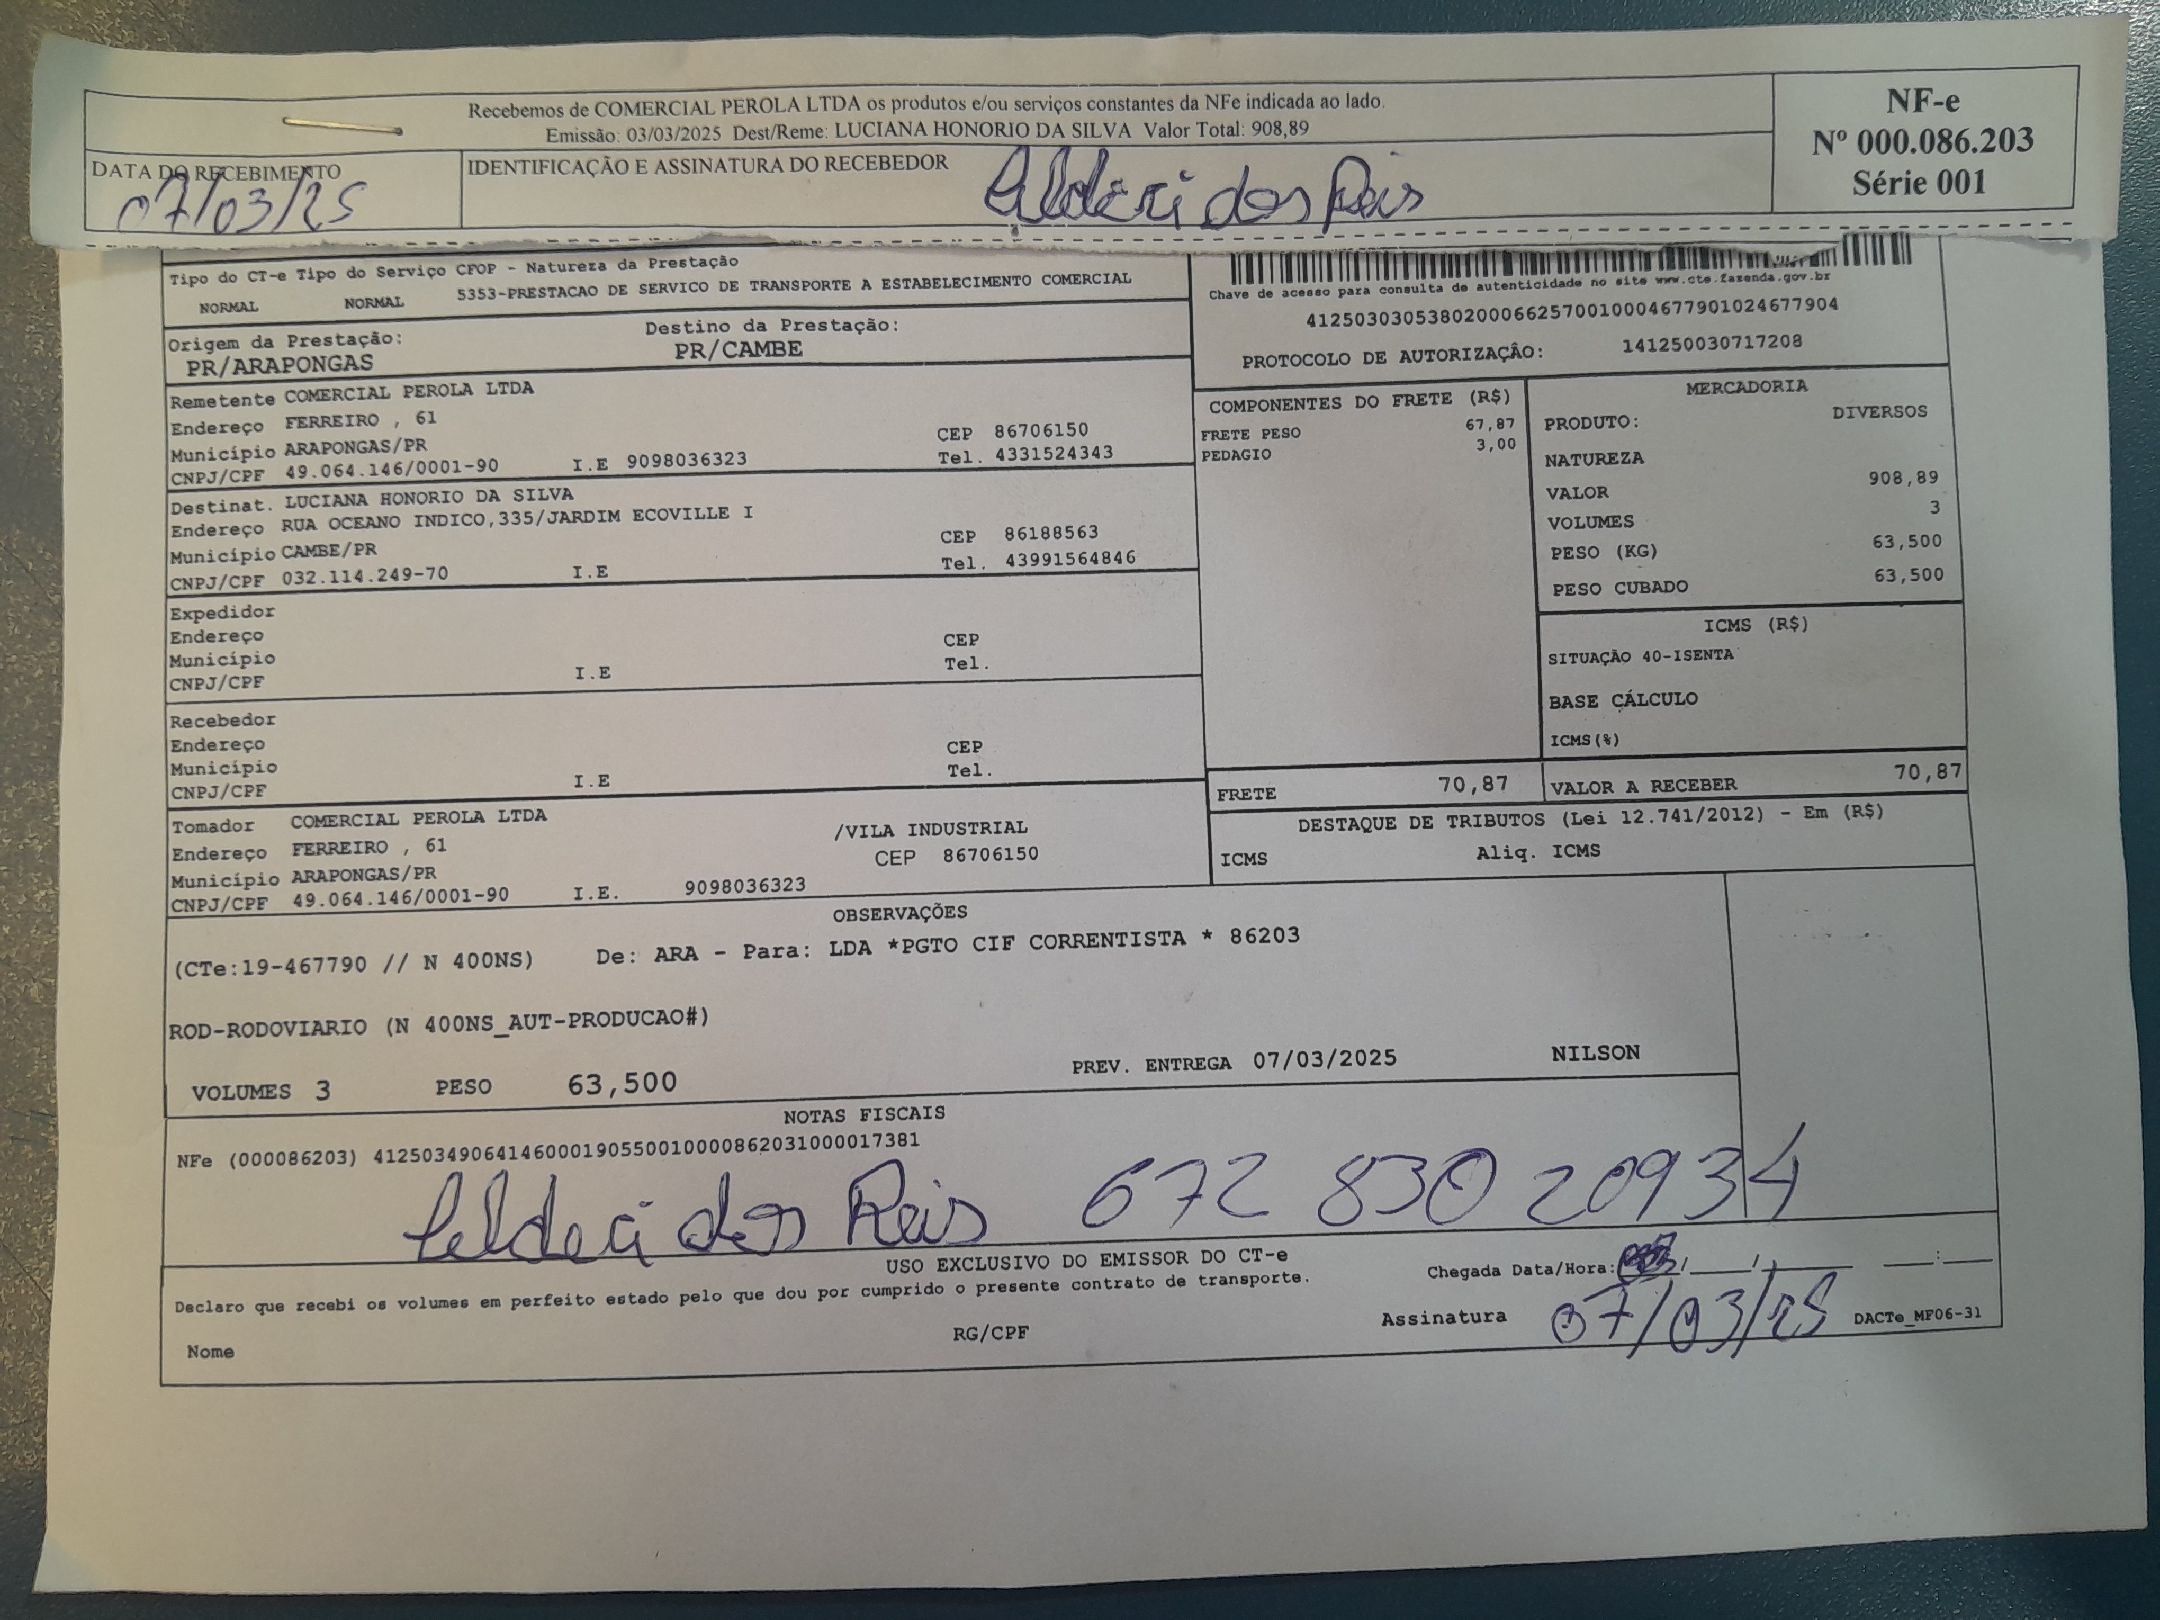 Recebemos de COMERCIAL PEROLA LTDA os produtos e/ou serviços constantes da NFe indicada ao lado.
Emissão: 03/03/2025 Dest/Reme: LUCIANA HONORIO DA SILVA Valor Total: 908,89
NF-e
Nº 000.086.203
Série 001
DATA DO RECEBIMENTO
07/03/25
IDENTIFICAÇÃO E ASSINATURA DO RECEBEDOR
dos Reis
Tipo do CT-e Tipo do Serviço CFOP - Natureza da Prestação
NORMAL NORMAL 5353-PRESTACAO DE SERVICO DE TRANSPORTE A ESTABELECIMENTO COMERCIAL
Chave de acesso para consulta de autenticidade no site www.cte.fazenda.gov.br
41250303053802000662570010004677901024677904
PROTOCOLO DE AUTORIZAÇÃO: 141250030717208
Origem da Prestação: Destino da Prestação:
PR/ARAPONGAS PR/CAMBE
Remetente COMERCIAL PEROLA LTDA
Endereço FERREIRO , 61
Município ARAPONGAS/PR CEP 86706150
CNPJ/CPF 49.064.146/0001-90 I.E 9098036323 Tel. 4331524343
Destinat. LUCIANA HONORIO DA SILVA
Endereço RUA OCEANO INDICO,335/JARDIM ECOVILLE I
Município CAMBE/PR CEP 86188563
CNPJ/CPF 032.114.249-70 I.E Tel. 43991564846
Expedidor
Endereço
Município CEP
CNPJ/CPF I.E Tel.
Recebedor
Endereço
Município CEP
CNPJ/CPF I.E Tel.
Tomador COMERCIAL PEROLA LTDA
Endereço FERREIRO , 61 /VILA INDUSTRIAL
Município ARAPONGAS/PR CEP 86706150
CNPJ/CPF 49.064.146/0001-90 I.E. 9098036323
COMPONENTES DO FRETE (R$)
FRETE PESO 67,87
PEDAGIO 3,00
MERCADORIA
PRODUTO: DIVERSOS
NATUREZA
VALOR 908,89
VOLUMES 3
PESO (KG) 63,500
PESO CUBADO 63,500
ICMS (R$)
SITUAÇÃO 40-ISENTA
BASE CÁLCULO
ICMS(%)
FRETE 70,87 VALOR A RECEBER 70,87
DESTAQUE DE TRIBUTOS (Lei 12.741/2012) - Em (R$)
ICMS Aliq. ICMS
OBSERVAÇÕES
(CTe:19-467790 // N 400NS) De: ARA - Para: LDA *PGTO CIF CORRENTISTA * 86203
ROD-RODOVIARIO (N 400NS_AUT-PRODUCAO#)
VOLUMES 3 PESO 63,500 PREV. ENTREGA 07/03/2025 NILSON
NOTAS FISCAIS
NFe (000086203) 41250349064146000190550010000862031000017381
dos Reis 672 830 20934
USO EXCLUSIVO DO EMISSOR DO CT-e
Declaro que recebi os volumes em perfeito estado pelo que dou por cumprido o presente contrato de transporte.
Chegada Data/Hora: / / :
Nome RG/CPF Assinatura 07/03/25 DACTe_MF06-31